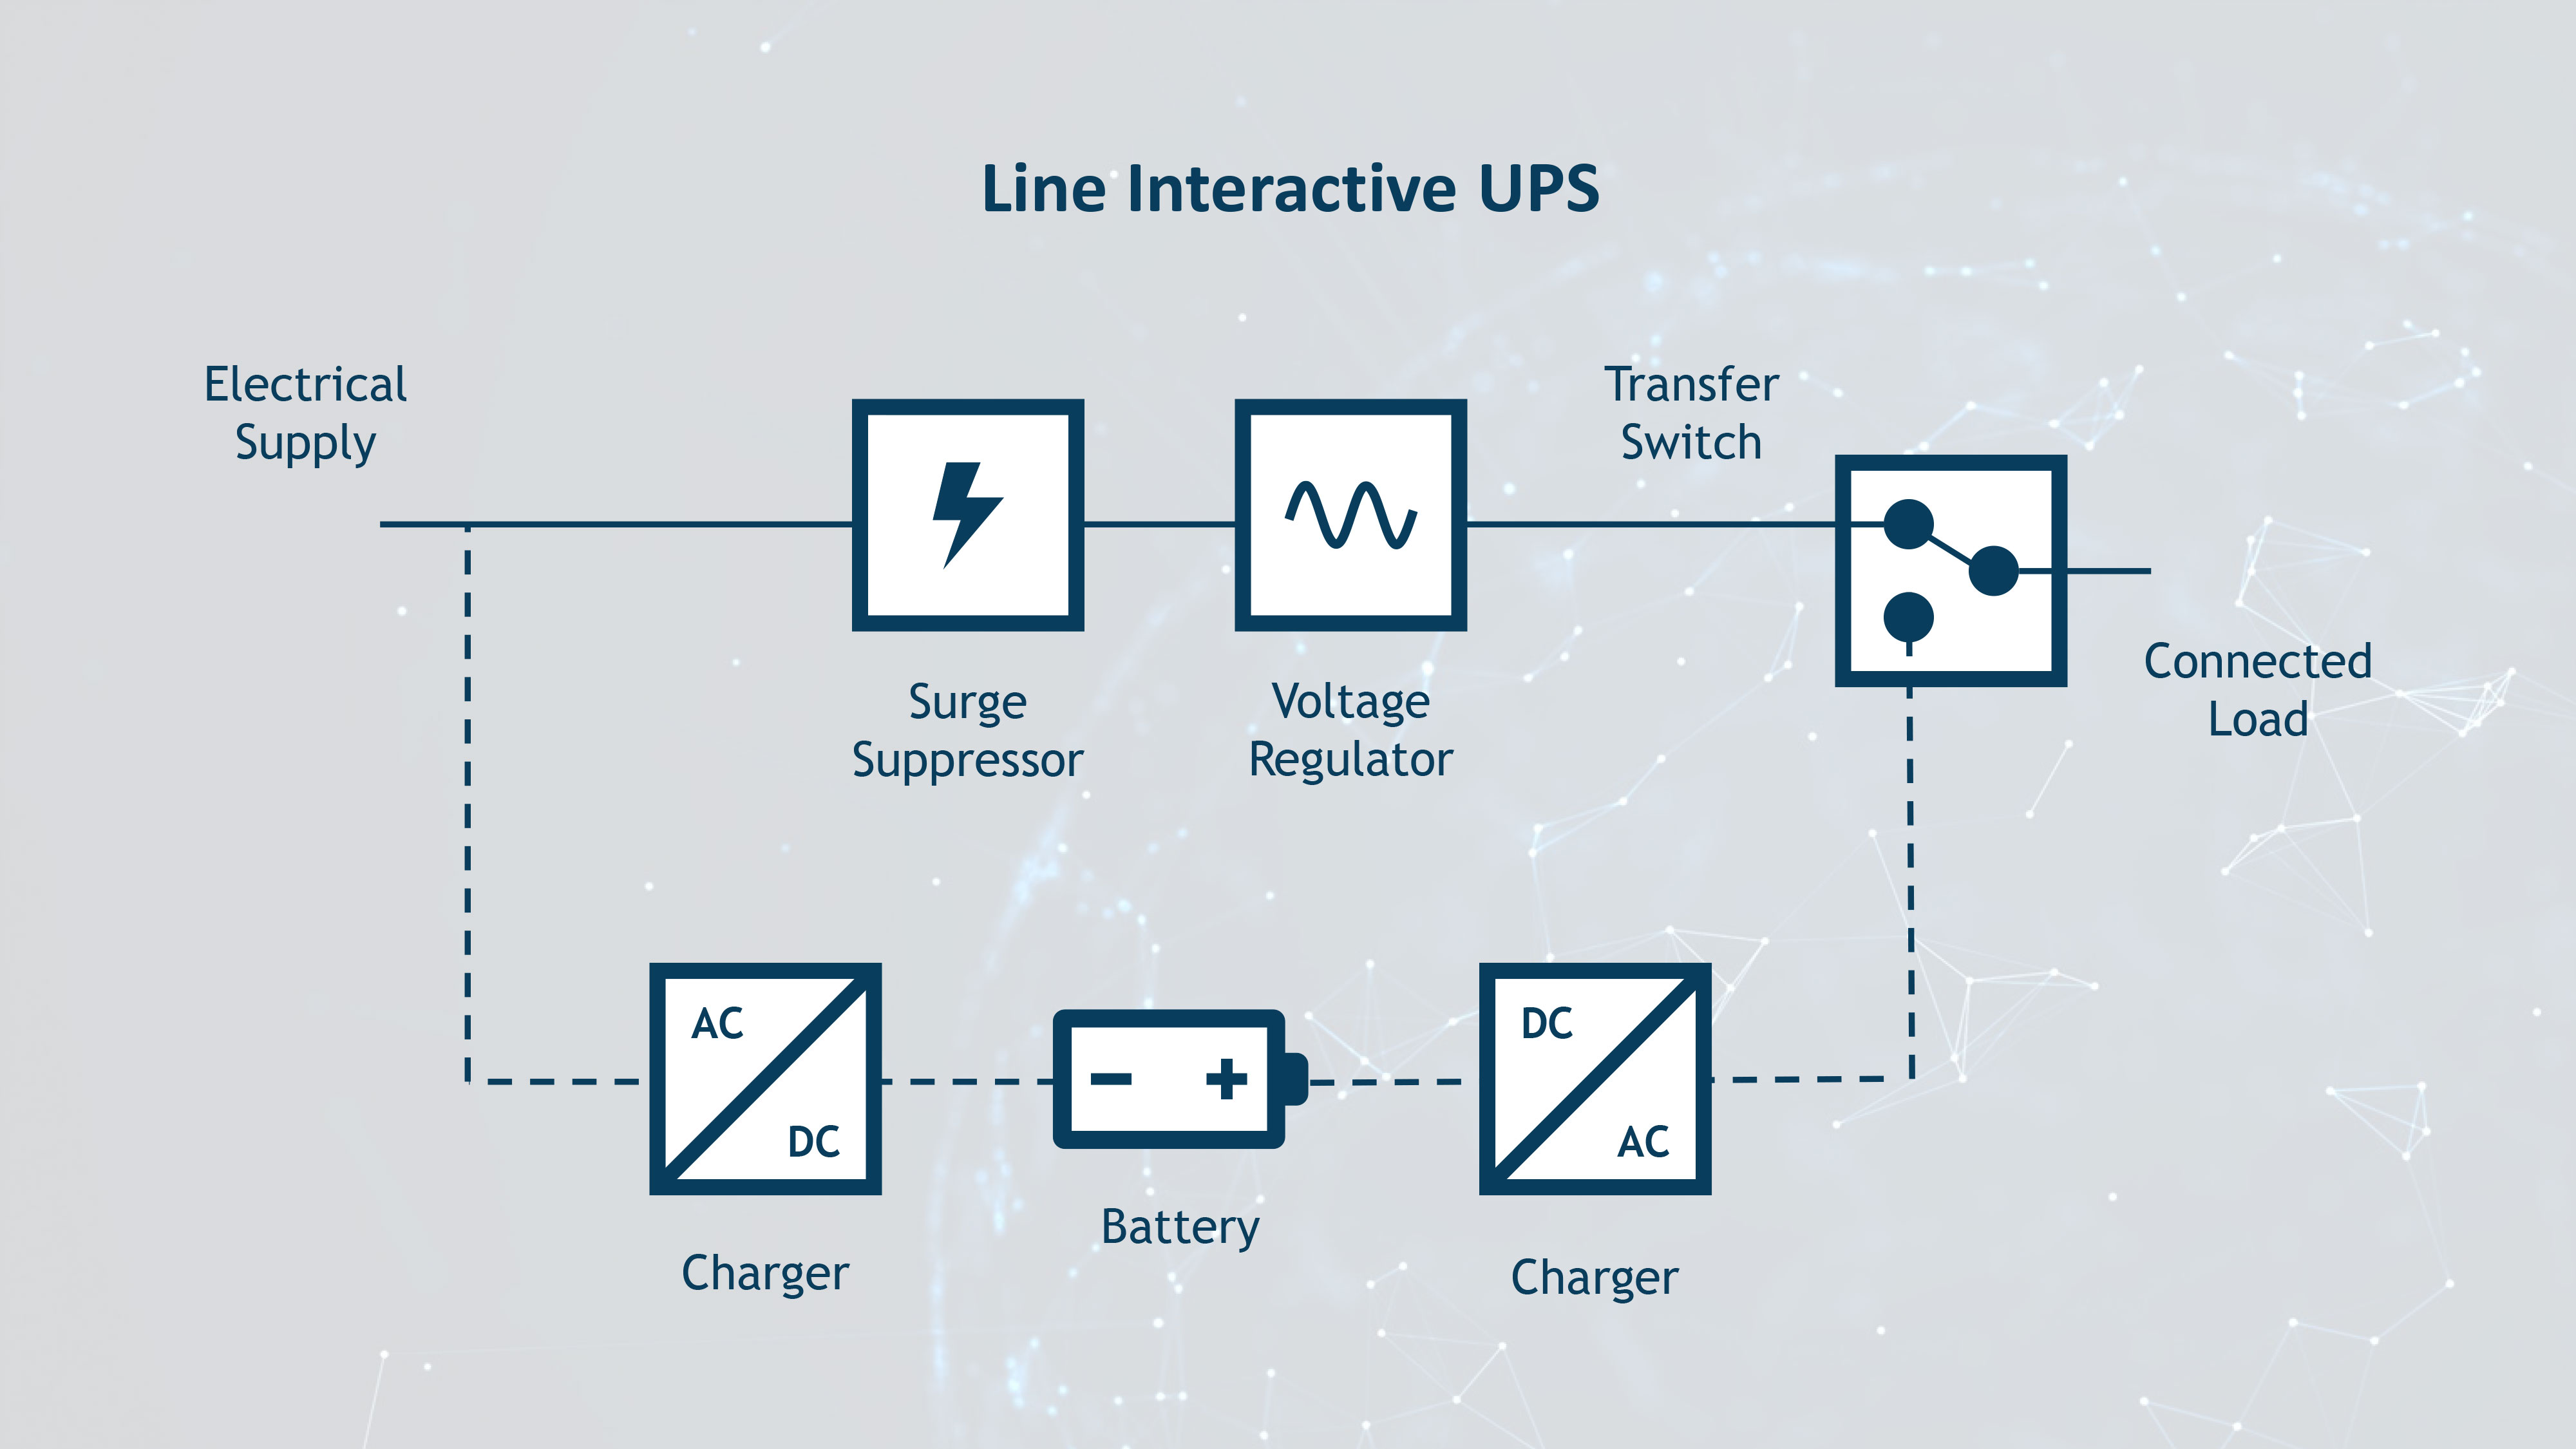 Line Interactive UPS
Electrical
Supply
Transfer
Switch
Surge
Suppressor
Voltage
Regulator
Connected
Load
AC
DC
DC
AC
Charger
Battery
Charger